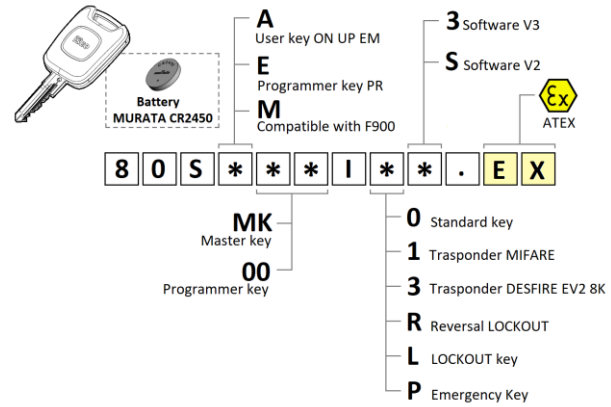 A
User key ON UP EM
E
Programmer key PR
M
Compatible with F900
3 Software V3
S Software V2
Battery
MURATA CR2450
Ex
ATEX
8 0 S * * * I * * . E X
MK
Master key
00
Programmer key
0 Standard key
1 Trasponder MIFARE
3 Trasponder DESFIRE EV2 8K
R Reversal LOCKOUT
L LOCKOUT key
P Emergency Key